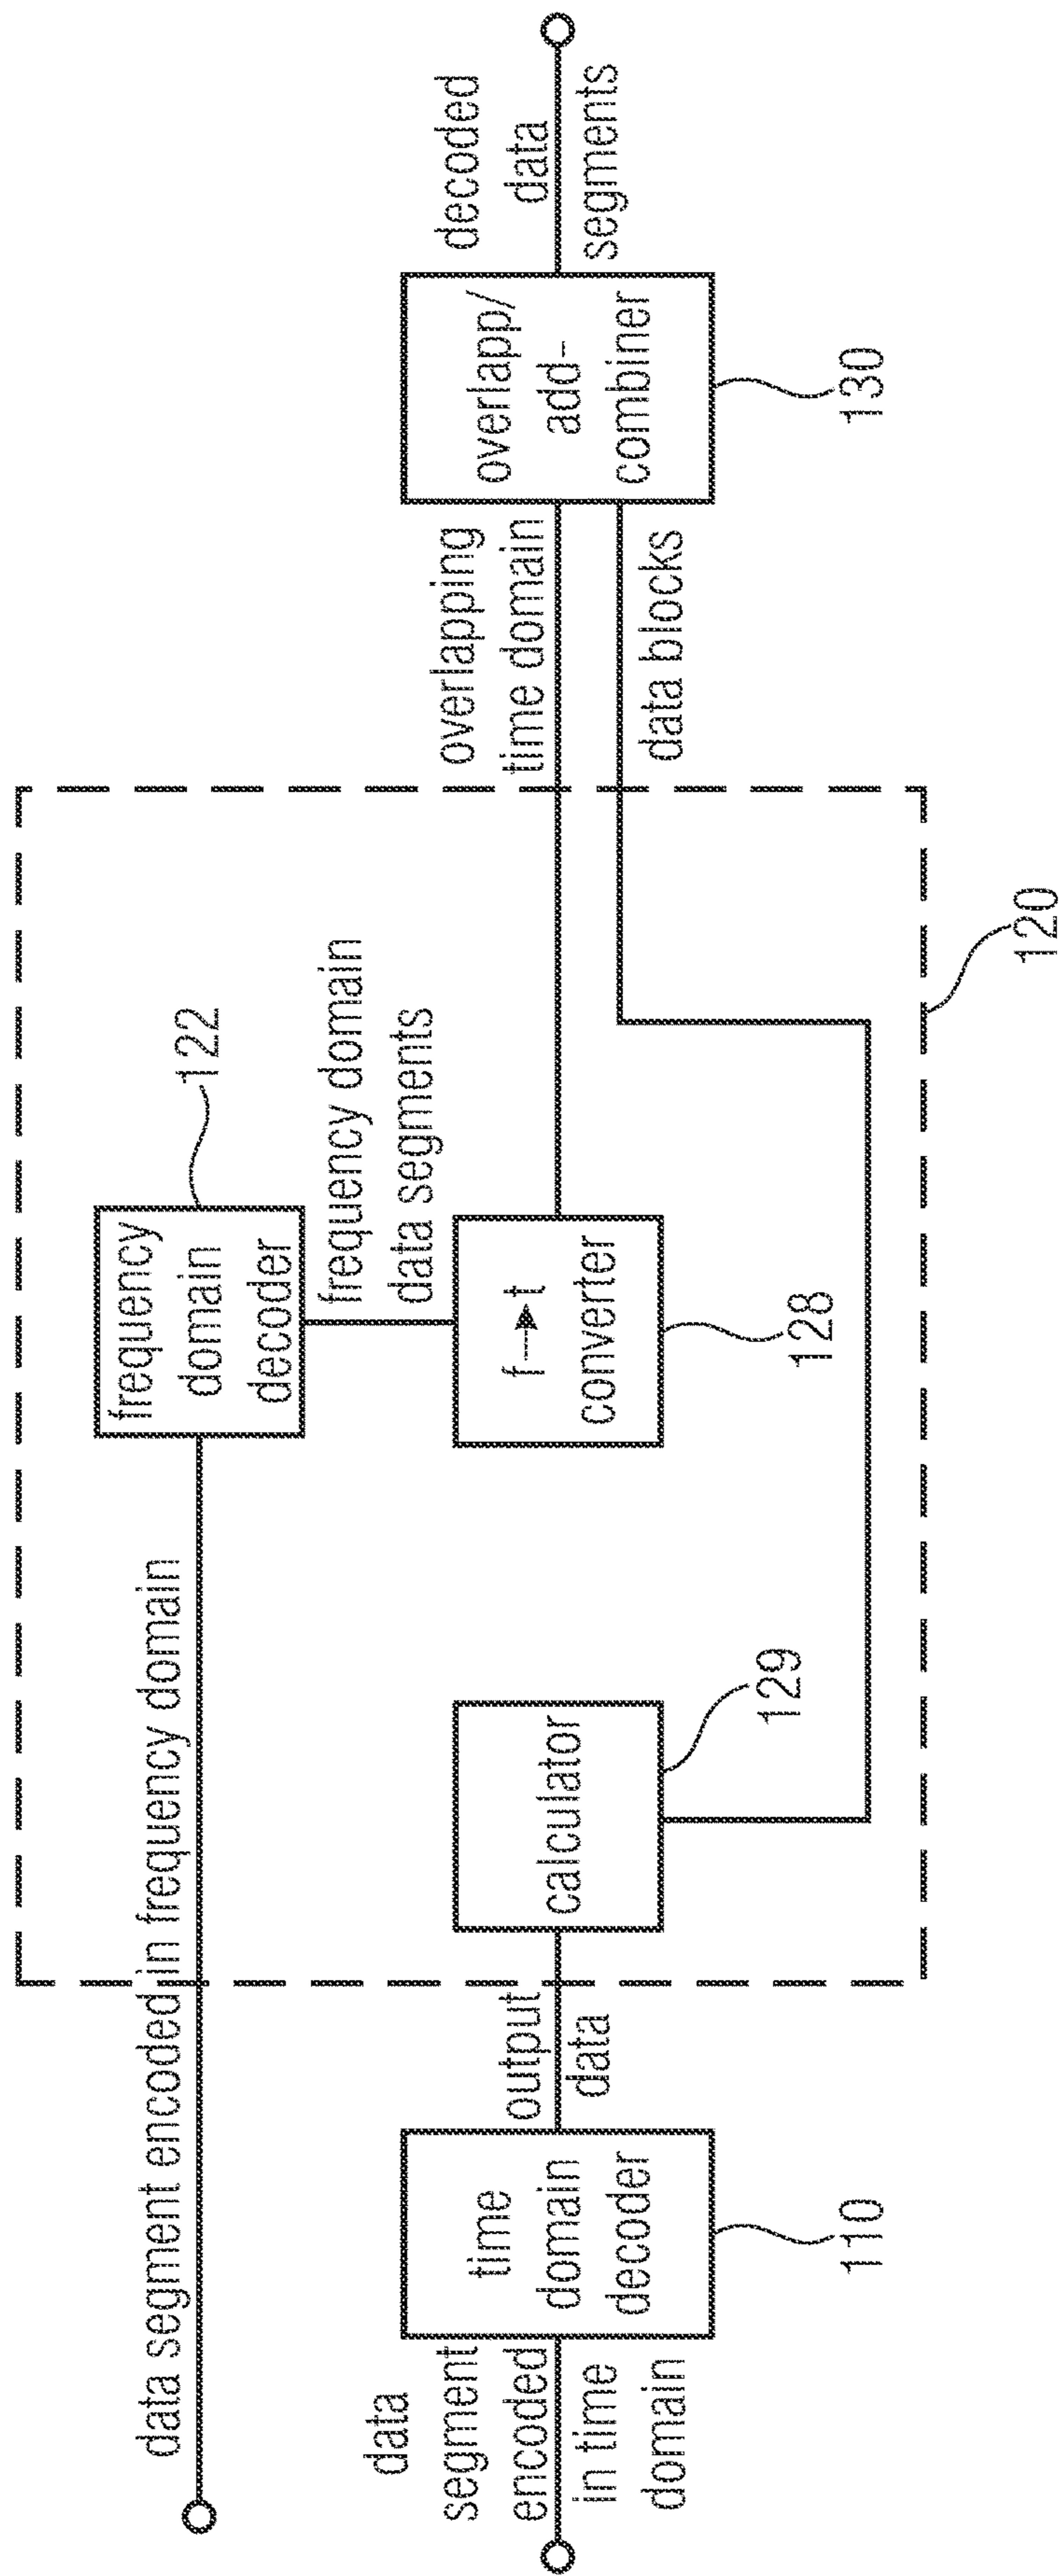 data segment encoded in frequency domain
frequency
domain
decoder
122
frequency domain
data segments
data
segment
encoded
in time
domain
time
domain
decoder
110
output
data
calculator
129
f→t
converter
128
120
overlapping
time domain
data blocks
overlapp/
add-
combiner
130
decoded
data
segments